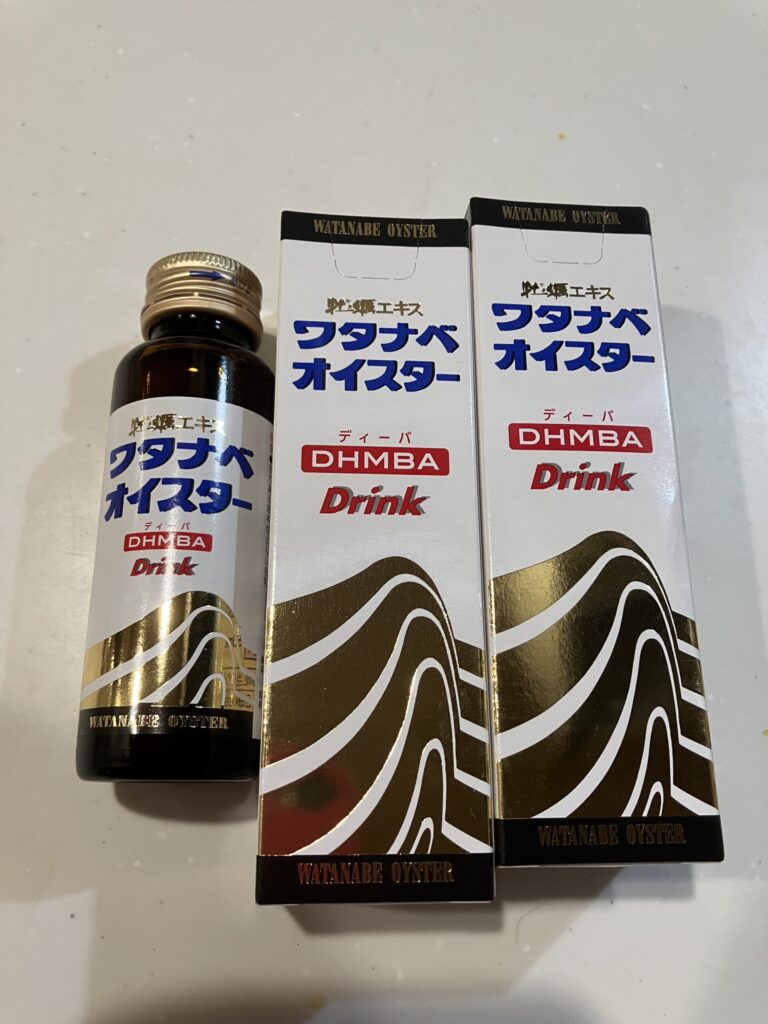 牡蠣エキス
ワタナベ
オイスター
ディーバ
DHMBA
Drink
WATANABE OYSTER
WATANABE OYSTER
牡蠣エキス
ワタナベ
オイスター
ディーバ
DHMBA
Drink
WATANABE OYSTER
WATANABE OYSTER
牡蠣エキス
ワタナベ
オイスター
ディーバ
DHMBA
Drink
WATANABE OYSTER